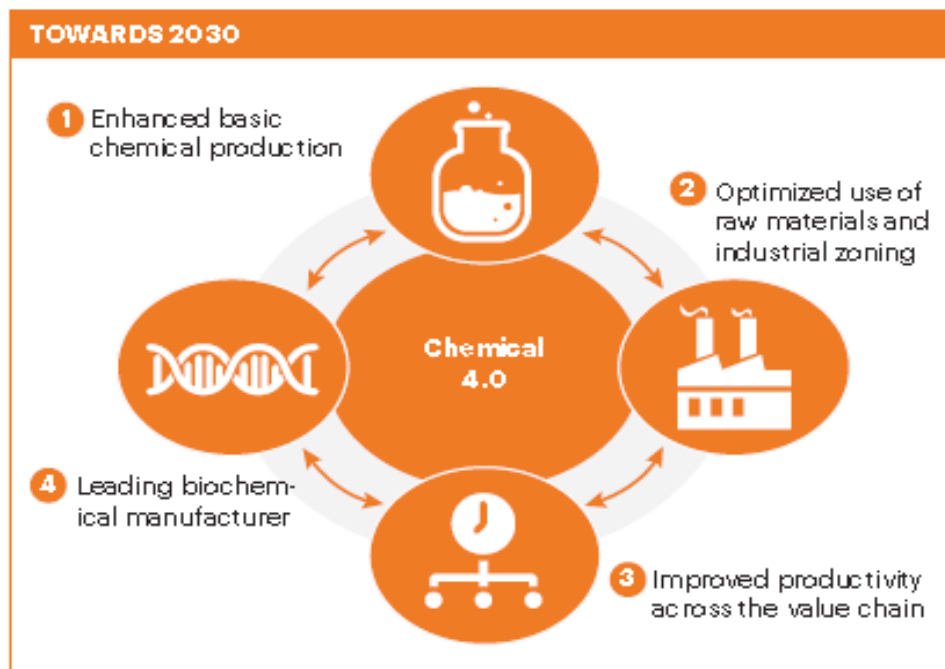 TOWARDS 2030
1 Enhanced basic
chemical production
2 Optimized use of
raw materials and
industrial zoning
Chemical
4.0
4 Leading biochem-
ical manufacturer
3 Improved productivity
across the value chain